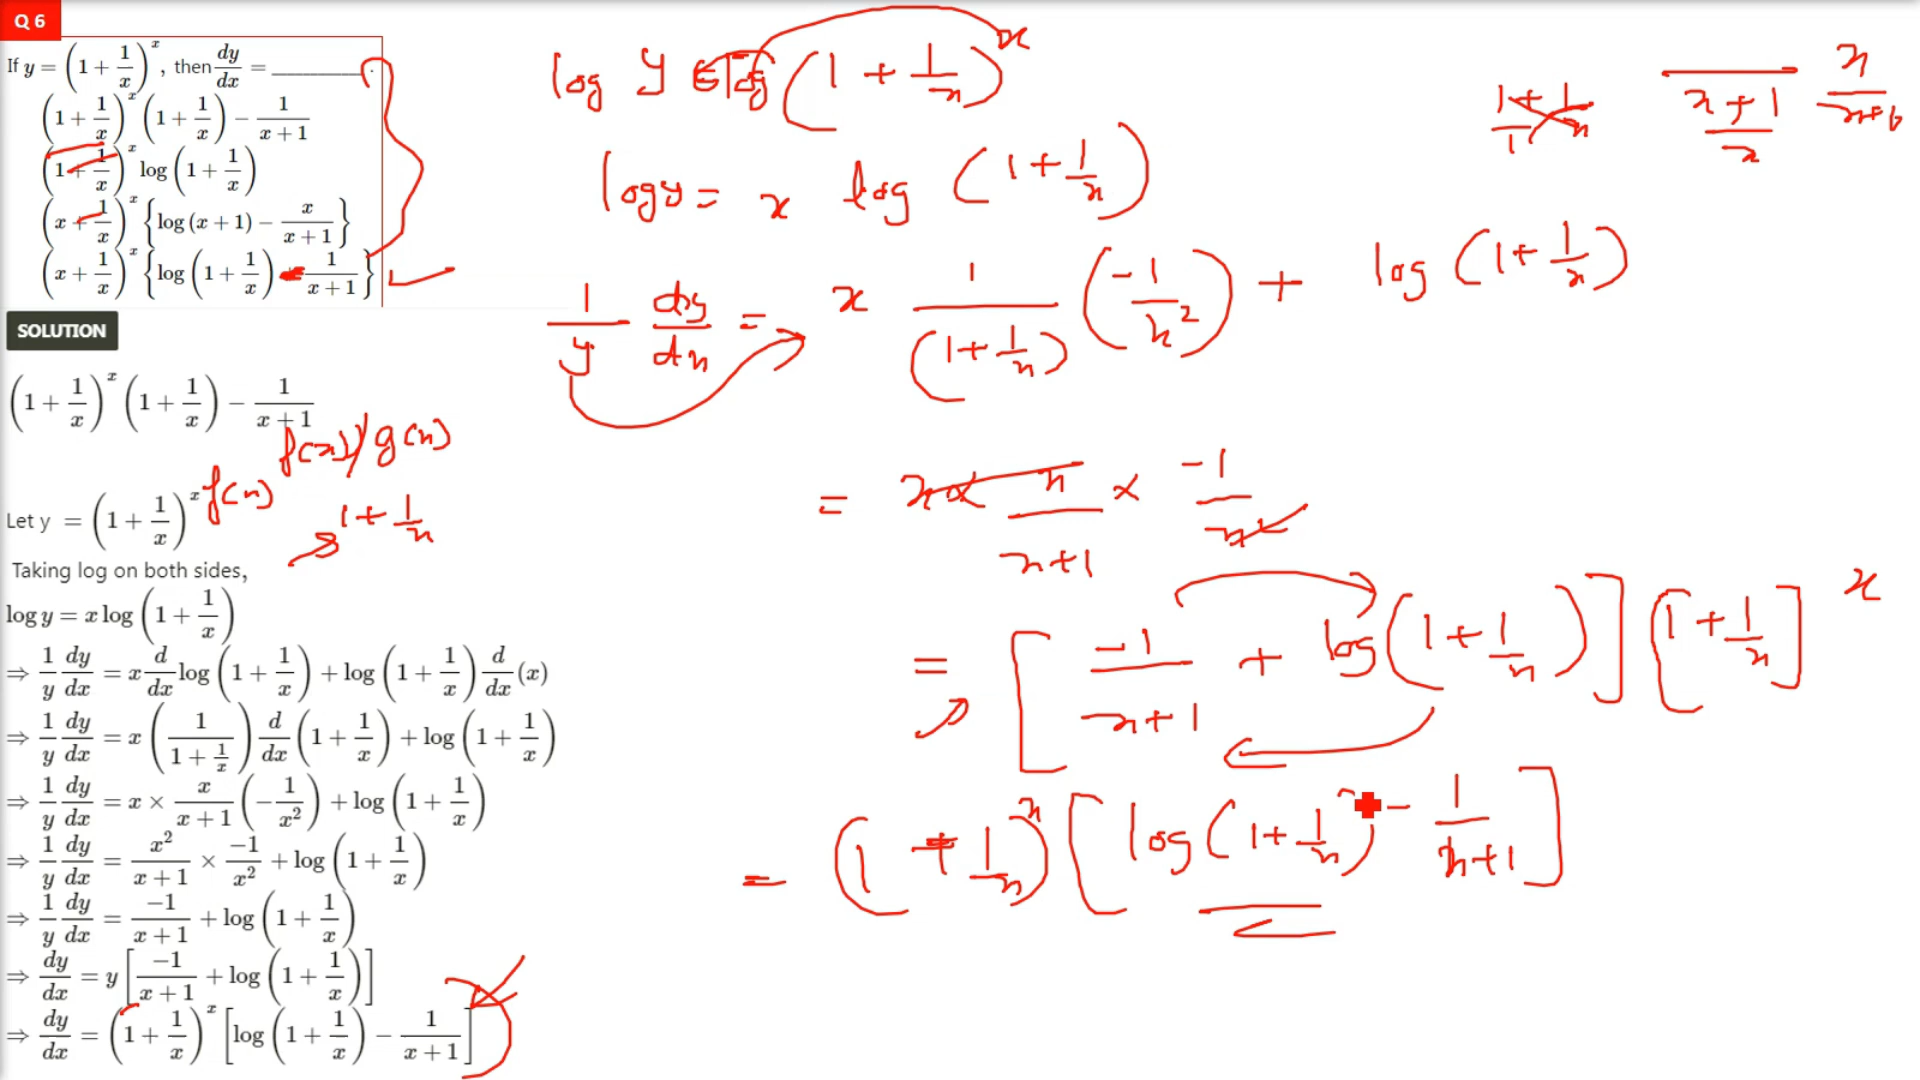 Q 6
If y = (1 + 1/x)^x, then dy/dx = ________.
(1 + 1/x)^x (1 + 1/x) − 1/(x + 1)
(1 + 1/x)^x log (1 + 1/x)
(x + 1/x)^x {log (x + 1) − x/(x + 1)}
(x + 1/x)^x {log (1 + 1/x) - 1/(x + 1)}
SOLUTION
(1 + 1/x)^x (1 + 1/x) − 1/(x + 1)
f(x)^g(x)
Let y = (1 + 1/x)^x
f(x)
1 + 1/x
Taking log on both sides,
log y = x log (1 + 1/x)
⇒ 1/y dy/dx = x d/dx log (1 + 1/x) + log (1 + 1/x) d/dx (x)
⇒ 1/y dy/dx = x (1/(1 + 1/x)) d/dx (1 + 1/x) + log (1 + 1/x)
⇒ 1/y dy/dx = x × x/(x + 1) (−1/x²) + log (1 + 1/x)
⇒ 1/y dy/dx = x²/(x + 1) × −1/x² + log (1 + 1/x)
⇒ 1/y dy/dx = −1/(x + 1) + log (1 + 1/x)
⇒ dy/dx = y [−1/(x + 1) + log (1 + 1/x)]
⇒ dy/dx = (1 + 1/x)^x [log (1 + 1/x) − 1/(x + 1)]
log y = log (1 + 1/x)^x
log y = x log (1 + 1/x)
1/y dy/dx = x 1/(1 + 1/x) (-1/x²) + log (1 + 1/x)
= x × x/(x+1) × -1/x²
= [-1/(x+1) + log (1 + 1/x)] [1 + 1/x]^x
= (1 + 1/x)^x [log (1 + 1/x) - 1/(x+1)]
(x+1)/x